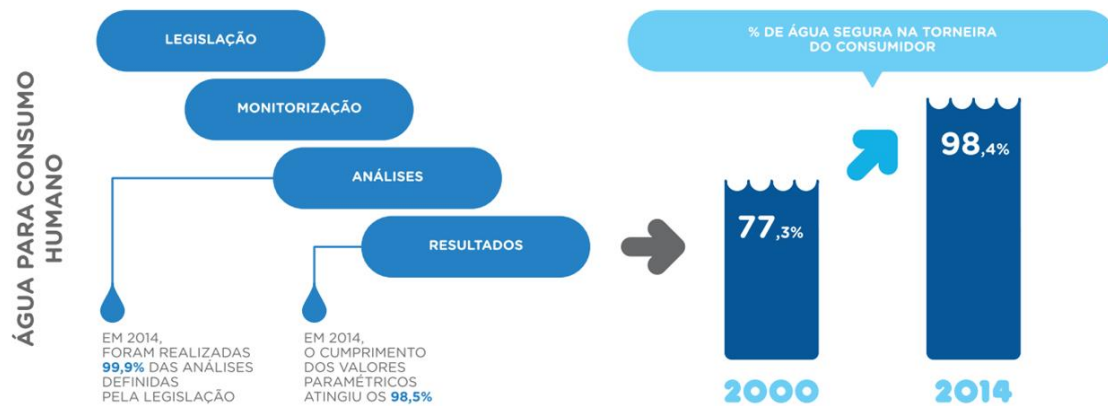 ÁGUA PARA CONSUMO
HUMANO
LEGISLAÇÃO
MONITORIZAÇÃO
ANÁLISES
RESULTADOS
EM 2014,
FORAM REALIZADAS
99,9% DAS ANÁLISES
DEFINIDAS
PELA LEGISLAÇÃO
EM 2014,
O CUMPRIMENTO
DOS VALORES
PARAMÉTRICOS
ATINGIU OS 98,5%
% DE ÁGUA SEGURA NA TORNEIRA
DO CONSUMIDOR
77,3%
98,4%
2000
2014